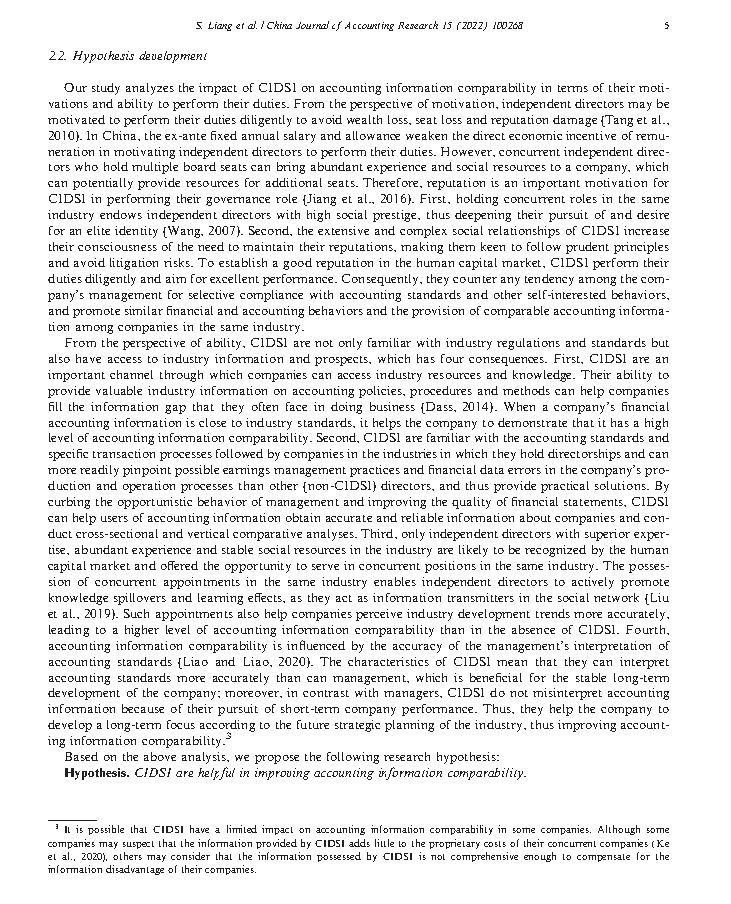 S. Liang et al. / China Journal of Accounting Research 15 (2022) 100268 5
2.2. Hypothesis development
Our study analyzes the impact of CIDSI on accounting information comparability in terms of their moti-
vations and ability to perform their duties. From the perspective of motivation, independent directors may be
motivated to perform their duties diligently to avoid wealth loss, seat loss and reputation damage (Tang et al.,
2010). In China, the ex-ante fixed annual salary and allowance weaken the direct economic incentive of remu-
neration in motivating independent directors to perform their duties. However, concurrent independent direc-
tors who hold multiple board seats can bring abundant experience and social resources to a company, which
can potentially provide resources for additional seats. Therefore, reputation is an important motivation for
CIDSI in performing their governance role (Jiang et al., 2016). First, holding concurrent roles in the same
industry endows independent directors with high social prestige, thus deepening their pursuit of and desire
for an elite identity (Wang, 2007). Second, the extensive and complex social relationships of CIDSI increase
their consciousness of the need to maintain their reputations, making them keen to follow prudent principles
and avoid litigation risks. To establish a good reputation in the human capital market, CIDSI perform their
duties diligently and aim for excellent performance. Consequently, they counter any tendency among the com-
pany's management for selective compliance with accounting standards and other self-interested behaviors,
and promote similar financial and accounting behaviors and the provision of comparable accounting informa-
tion among companies in the same industry.
From the perspective of ability, CIDSI are not only familiar with industry regulations and standards but
also have access to industry information and prospects, which has four consequences. First, CIDSI are an
important channel through which companies can access industry resources and knowledge. Their ability to
provide valuable industry information on accounting policies, procedures and methods can help companies
fill the information gap that they often face in doing business (Dass, 2014). When a company's financial
accounting information is close to industry standards, it helps the company to demonstrate that it has a high
level of accounting information comparability. Second, CIDSI are familiar with the accounting standards and
specific transaction processes followed by companies in the industries in which they hold directorships and can
more readily pinpoint possible earnings management practices and financial data errors in the company's pro-
duction and operation processes than other (non-CIDSI) directors, and thus provide practical solutions. By
curbing the opportunistic behavior of management and improving the quality of financial statements, CIDSI
can help users of accounting information obtain accurate and reliable information about companies and con-
duct cross-sectional and vertical comparative analyses. Third, only independent directors with superior exper-
tise, abundant experience and stable social resources in the industry are likely to be recognized by the human
capital market and offered the opportunity to serve in concurrent positions in the same industry. The posses-
sion of concurrent appointments in the same industry enables independent directors to actively promote
knowledge spillovers and learning effects, as they act as information transmitters in the social network (Liu
et al., 2019). Such appointments also help companies perceive industry development trends more accurately,
leading to a higher level of accounting information comparability than in the absence of CIDSI. Fourth,
accounting information comparability is influenced by the accuracy of the management's interpretation of
accounting standards (Liao and Liao, 2020). The characteristics of CIDSI mean that they can interpret
accounting standards more accurately than can management, which is beneficial for the stable long-term
development of the company; moreover, in contrast with managers, CIDSI do not misinterpret accounting
information because of their pursuit of short-term company performance. Thus, they help the company to
develop a long-term focus according to the future strategic planning of the industry, thus improving account-
ing information comparability.3
Based on the above analysis, we propose the following research hypothesis:
Hypothesis. CIDSI are helpful in improving accounting information comparability.
3 It is possible that CIDSI have a limited impact on accounting information comparability in some companies. Although some
companies may suspect that the information provided by CIDSI adds little to the proprietary costs of their concurrent companies (Ke
et al., 2020), others may consider that the information possessed by CIDSI is not comprehensive enough to compensate for the
information disadvantage of their companies.